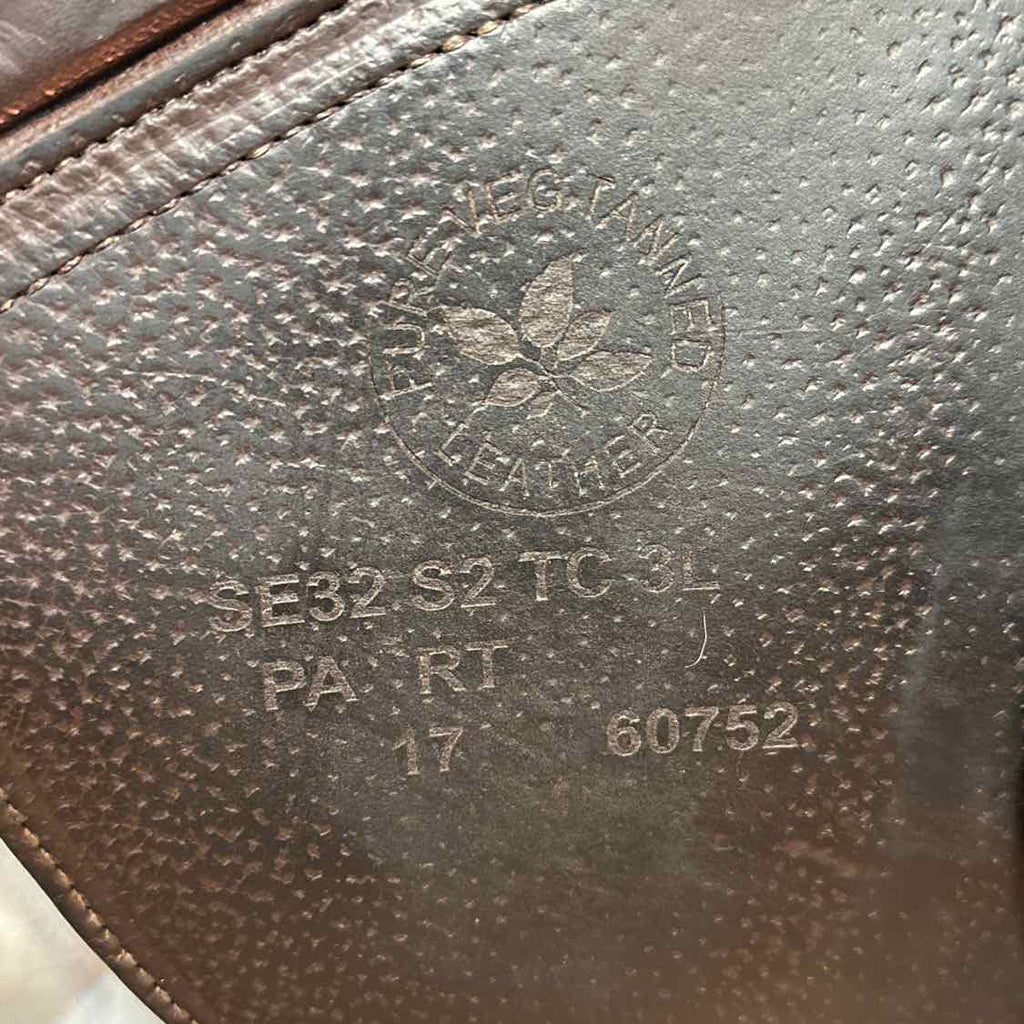 PURE VEG.TANNED
LEATHER
SE32 S2 TC 3L
PA RT
17 60752